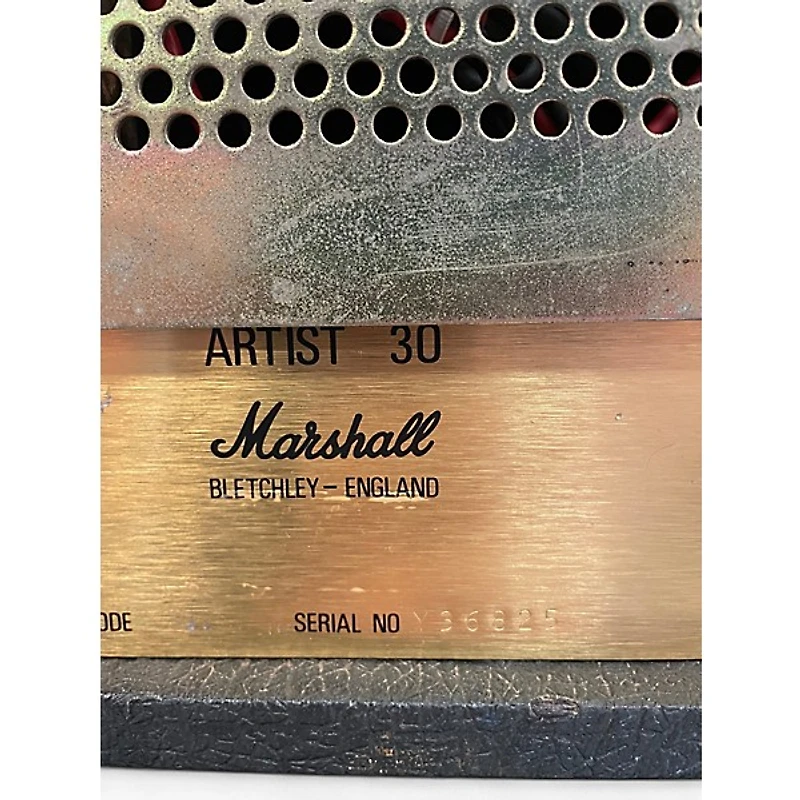 ARTIST 30
Marshall
BLETCHLEY – ENGLAND
ODE SERIAL NO Y36825